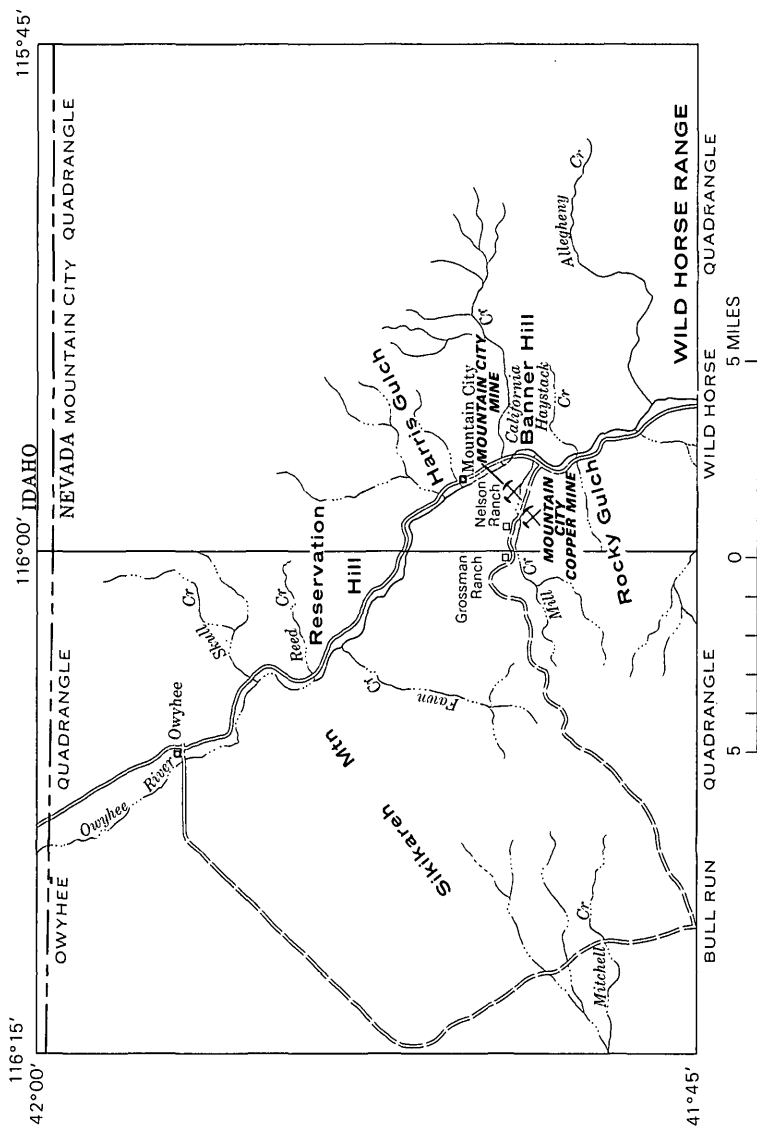 116°15'
116°00'
115°45'
42°00'
IDAHO
NEVADA
OWYHEE QUADRANGLE
MOUNTAIN CITY QUADRANGLE
Owyhee River
Owyhee
Skull Cr
Reed Cr
Reservation
Hill
Harris Gulch
Sikikareh Mtn
Fawn Cr
Mountain City
MOUNTAIN CITY
MINE
Cr
California
Banner Hill
Haystack
Cr
Allegheny Cr
Grossman
Ranch
Nelson
Ranch
Mill Cr
MOUNTAIN
CITY
COPPER MINE
Rocky Gulch
Mitchell Cr
WILD HORSE RANGE
41°45'
BULL RUN QUADRANGLE
WILD HORSE QUADRANGLE
5 0 5 MILES